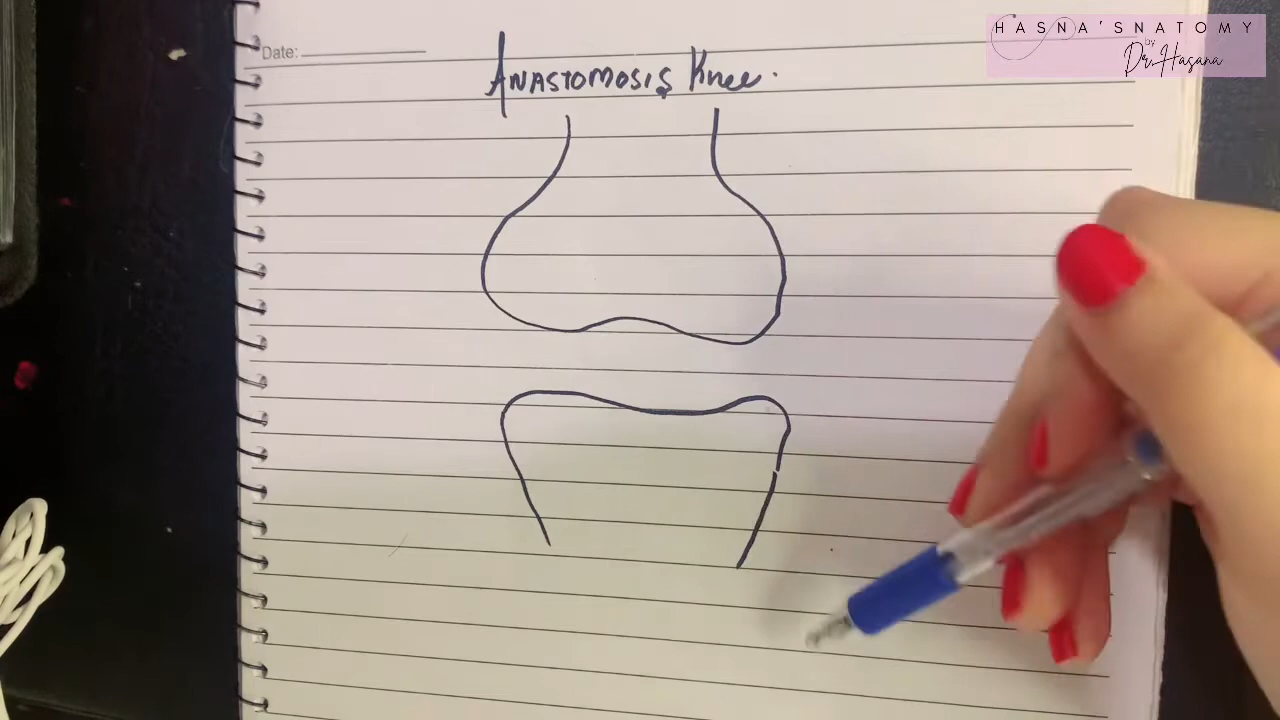 HASNA'SNATOMY
by
Dr.Hasana
Date:
ANASTOMOSIS Knee.